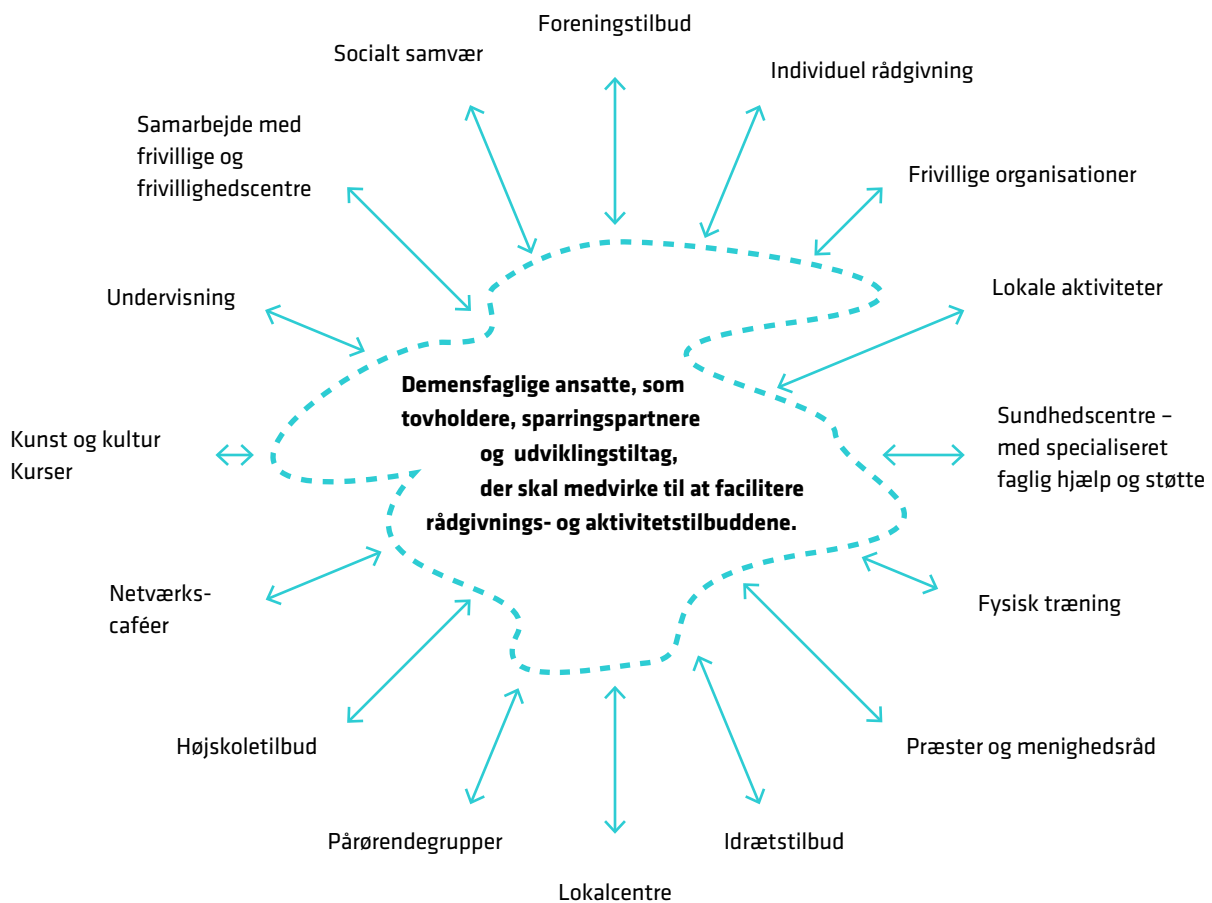 Foreningstilbud
Socialt samvær
Individuel rådgivning
Samarbejde med
frivillige og
frivillighedscentre
Frivillige organisationer
Undervisning
Lokale aktiviteter
Demensfaglige ansatte, som
tovholdere, sparringspartnere
og udviklingstiltag,
der skal medvirke til at facilitere
rådgivnings- og aktivitetstilbuddene.
Kunst og kultur
Kurser
Sundhedscentre –
med specialiseret
faglig hjælp og støtte
Netværks-
caféer
Fysisk træning
Højskoletilbud
Præster og menighedsråd
Pårørendegrupper
Idrætstilbud
Lokalcentre